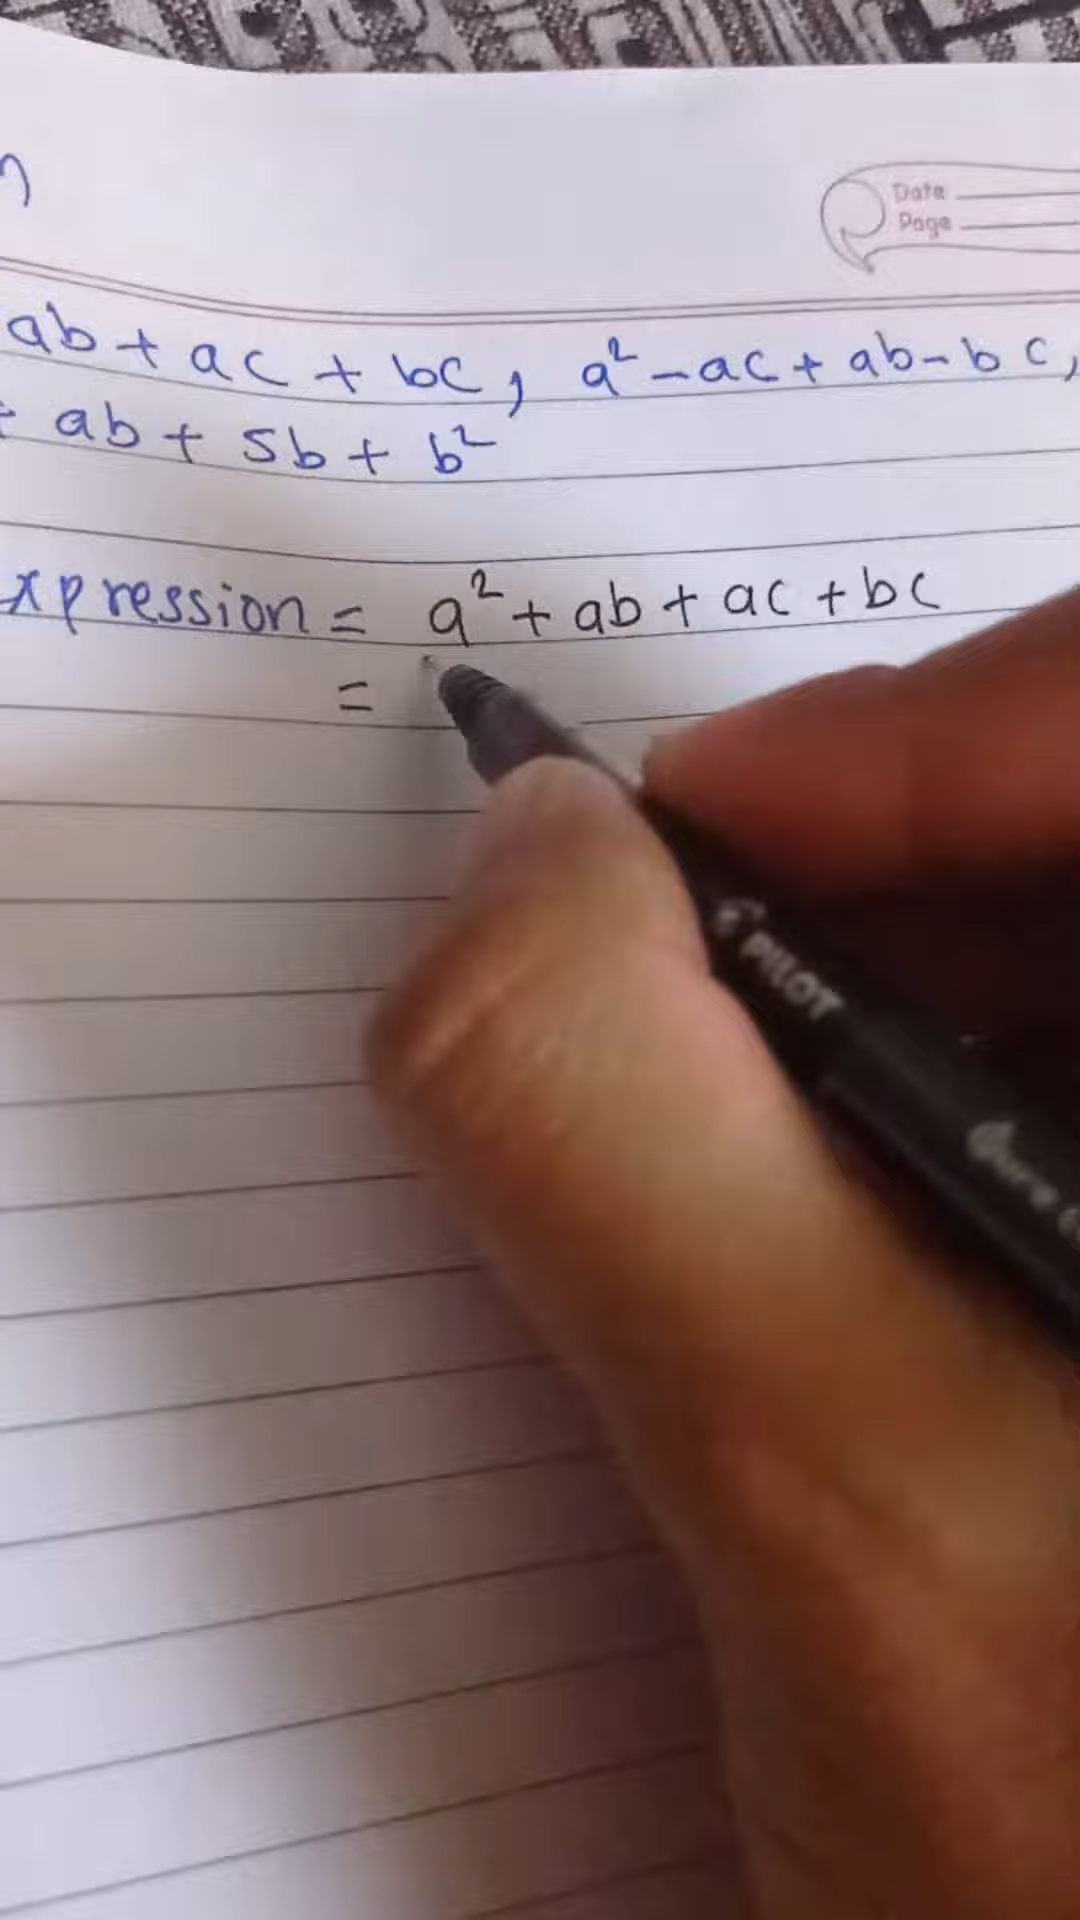 Date
Page
ab + ac + bc, a² - ac + ab - bc,
+ ab + 5b + b²
xpression = a² + ab + ac + bc
=
PILOT